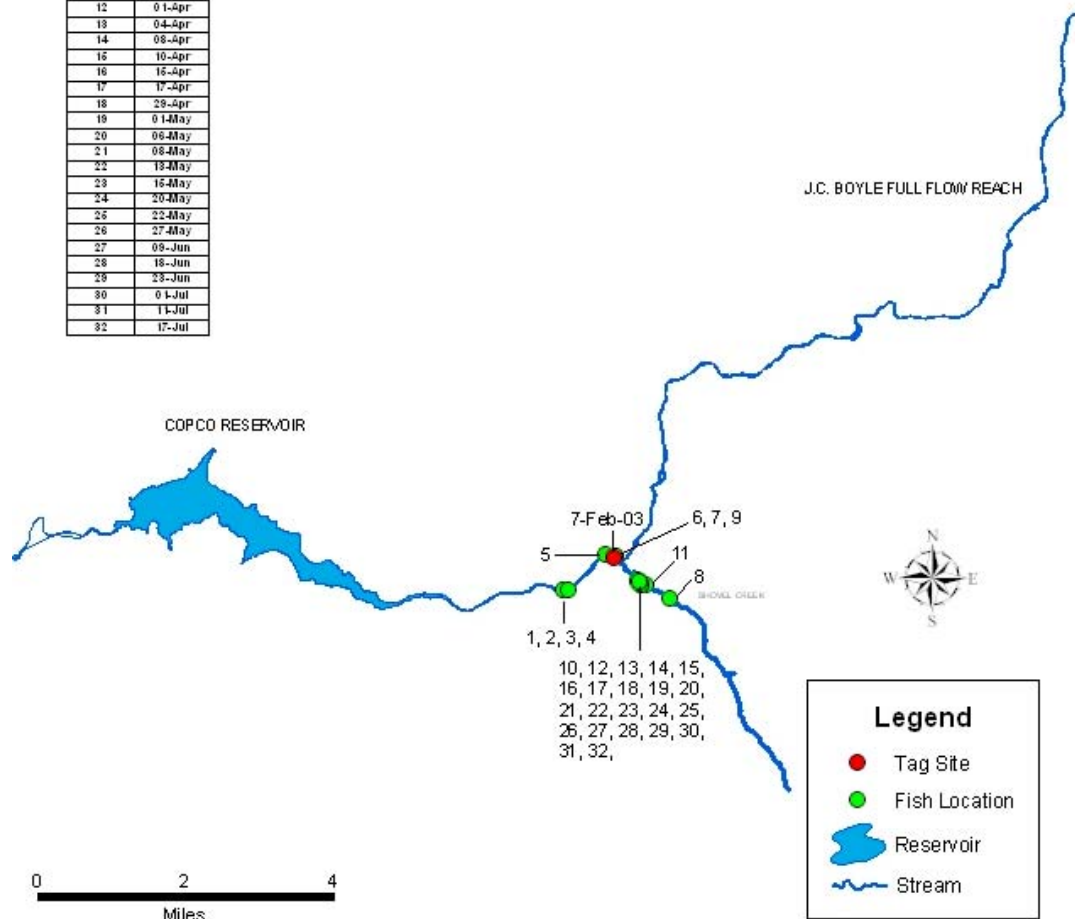 12 01-Apr
13 04-Apr
14 08-Apr
15 10-Apr
16 15-Apr
17 17-Apr
18 29-Apr
19 01-May
20 06-May
21 08-May
22 13-May
23 15-May
24 20-May
25 22-May
26 27-May
27 09-Jun
28 18-Jun
29 23-Jun
30 01-Jul
31 11-Jul
32 17-Jul
J.C. BOYLE FULL FLOW REACH
COPCO RESERVOIR
7-Feb-03
6, 7, 9
5
11
8
SHOVEL CREEK
1, 2, 3, 4
10, 12, 13, 14, 15,
16, 17, 18, 19, 20,
21, 22, 23, 24, 25,
26, 27, 28, 29, 30,
31, 32,
N
W E
S
Legend
Tag Site
Fish Location
Reservoir
Stream
0 2 4
Miles